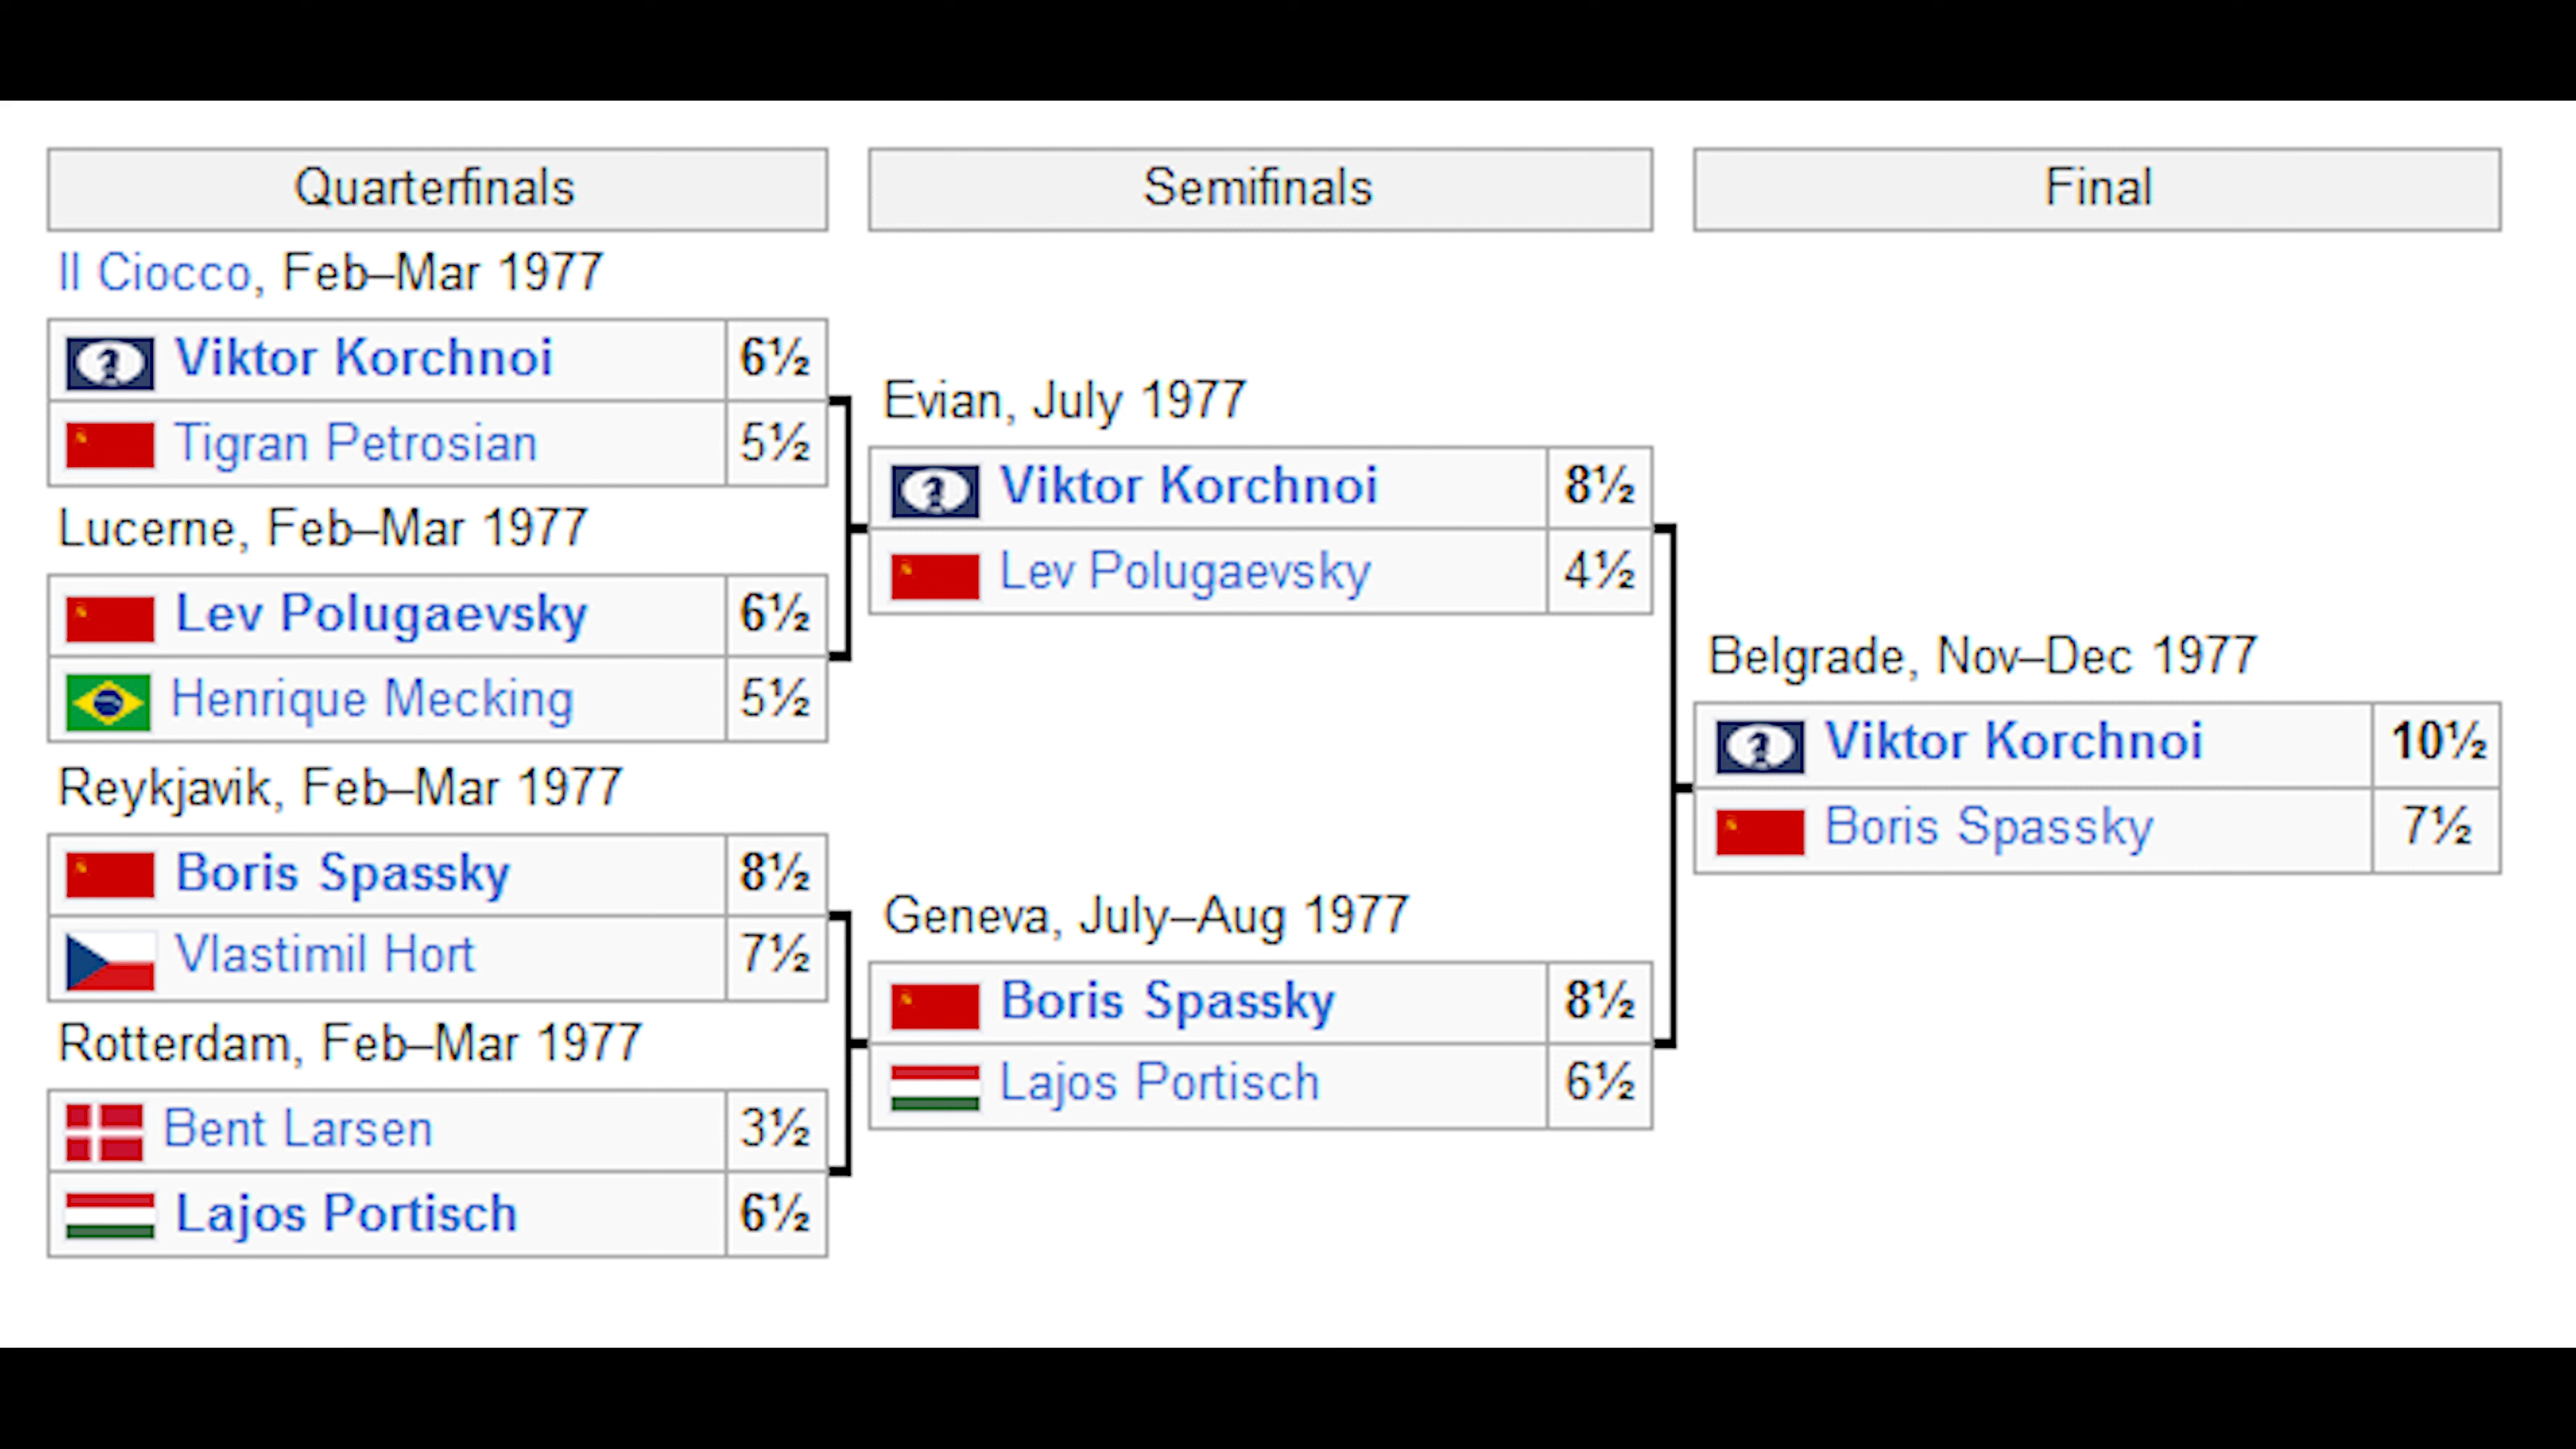 Quarterfinals
Semifinals
Final
Il Ciocco, Feb–Mar 1977
Viktor Korchnoi 6½
Tigran Petrosian 5½
Lucerne, Feb–Mar 1977
Lev Polugaevsky 6½
Henrique Mecking 5½
Reykjavik, Feb–Mar 1977
Boris Spassky 8½
Vlastimil Hort 7½
Rotterdam, Feb–Mar 1977
Bent Larsen 3½
Lajos Portisch 6½
Evian, July 1977
Viktor Korchnoi 8½
Lev Polugaevsky 4½
Geneva, July–Aug 1977
Boris Spassky 8½
Lajos Portisch 6½
Belgrade, Nov–Dec 1977
Viktor Korchnoi 10½
Boris Spassky 7½